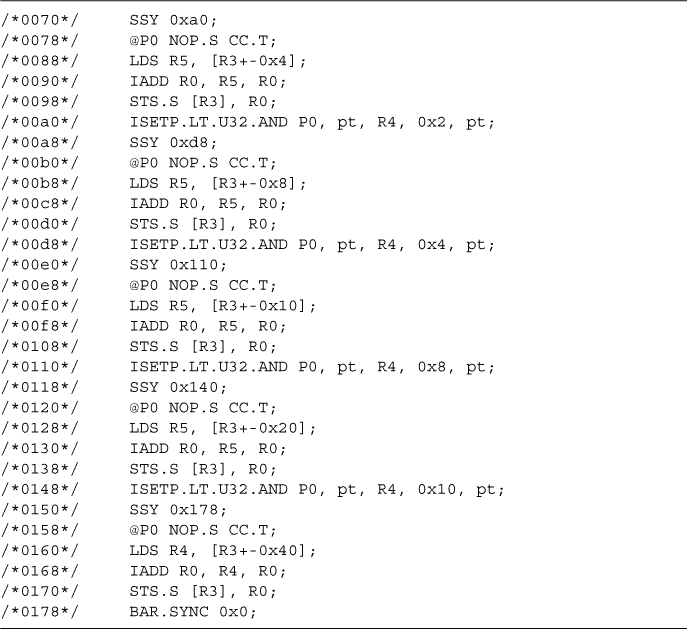 /*0070*/ SSY 0xa0;
/*0078*/ @P0 NOP.S CC.T;
/*0088*/ LDS R5, [R3+-0x4];
/*0090*/ IADD R0, R5, R0;
/*0098*/ STS.S [R3], R0;
/*00a0*/ ISETP.LT.U32.AND P0, pt, R4, 0x2, pt;
/*00a8*/ SSY 0xd8;
/*00b0*/ @P0 NOP.S CC.T;
/*00b8*/ LDS R5, [R3+-0x8];
/*00c8*/ IADD R0, R5, R0;
/*00d0*/ STS.S [R3], R0;
/*00d8*/ ISETP.LT.U32.AND P0, pt, R4, 0x4, pt;
/*00e0*/ SSY 0x110;
/*00e8*/ @P0 NOP.S CC.T;
/*00f0*/ LDS R5, [R3+-0x10];
/*00f8*/ IADD R0, R5, R0;
/*0108*/ STS.S [R3], R0;
/*0110*/ ISETP.LT.U32.AND P0, pt, R4, 0x8, pt;
/*0118*/ SSY 0x140;
/*0120*/ @P0 NOP.S CC.T;
/*0128*/ LDS R5, [R3+-0x20];
/*0130*/ IADD R0, R5, R0;
/*0138*/ STS.S [R3], R0;
/*0148*/ ISETP.LT.U32.AND P0, pt, R4, 0x10, pt;
/*0150*/ SSY 0x178;
/*0158*/ @P0 NOP.S CC.T;
/*0160*/ LDS R4, [R3+-0x40];
/*0168*/ IADD R0, R4, R0;
/*0170*/ STS.S [R3], R0;
/*0178*/ BAR.SYNC 0x0;